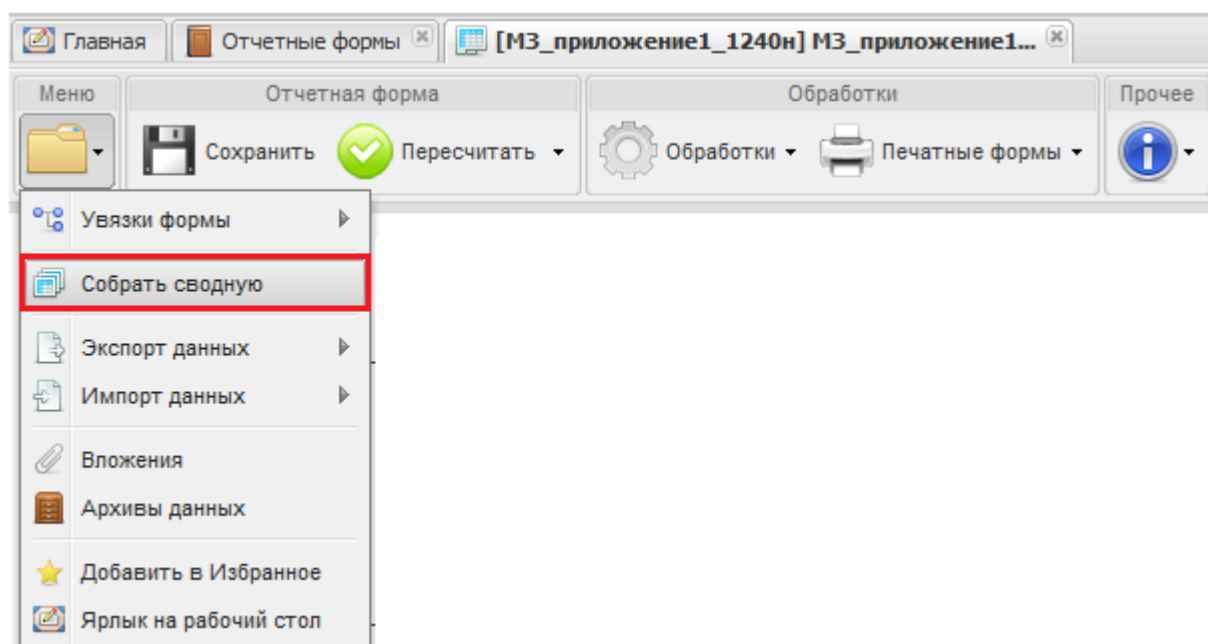 Главная Отчетные формы [МЗ_приложение1_1240н] МЗ_приложение1...
Меню Отчетная форма Обработки Прочее
Сохранить Пересчитать Обработки Печатные формы
Увязки формы
Собрать сводную
Экспорт данных
Импорт данных
Вложения
Архивы данных
Добавить в Избранное
Ярлык на рабочий стол